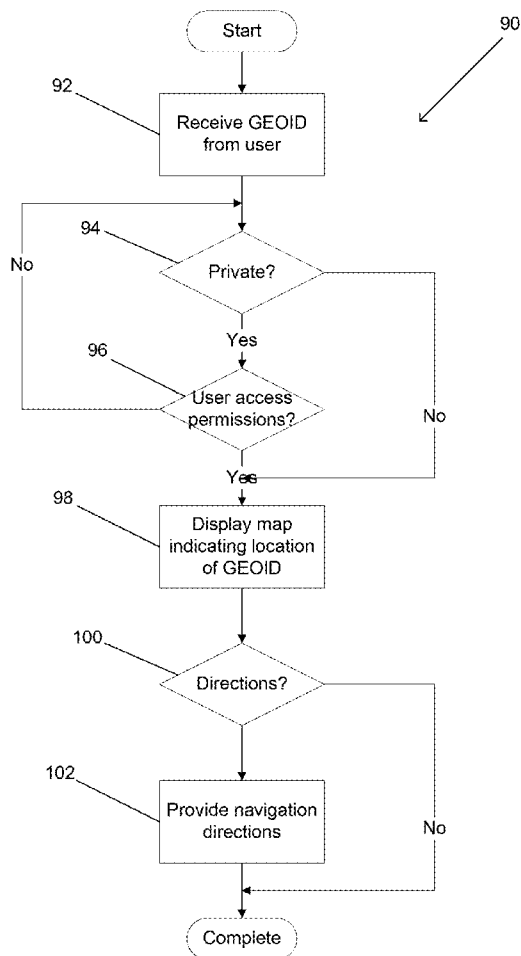 Start
90
92
Receive GEOID
from user
94
No
Private?
Yes
96
User access
permissions?
No
Yes
98
Display map
indicating location
of GEOID
100
Directions?
102
Provide navigation
directions
No
Complete